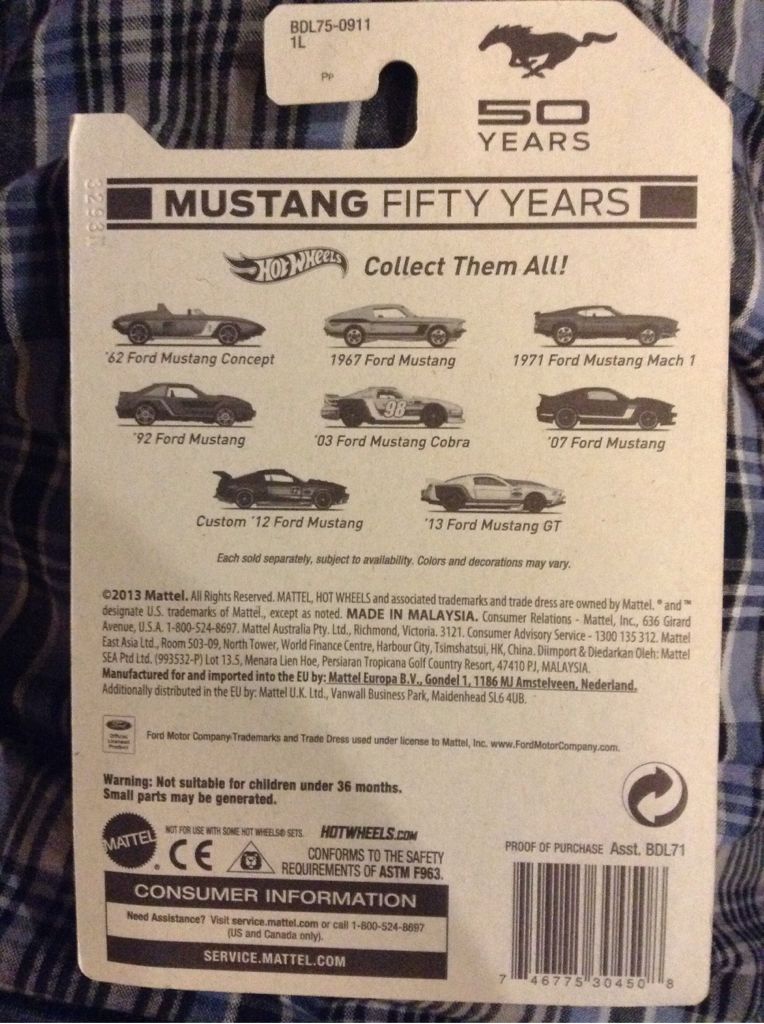 BDL75-0911
1L
PP
50
YEARS
3293
MUSTANG FIFTY YEARS
HOT WHEELS Collect Them All!
'62 Ford Mustang Concept
1967 Ford Mustang
1971 Ford Mustang Mach 1
98
'92 Ford Mustang
'03 Ford Mustang Cobra
'07 Ford Mustang
Custom '12 Ford Mustang
'13 Ford Mustang GT
Each sold separately, subject to availability. Colors and decorations may vary.
©2013 Mattel. All Rights Reserved. MATTEL, HOT WHEELS and associated trademarks and trade dress are owned by Mattel. ® and ™
designate U.S. trademarks of Mattel., except as noted. MADE IN MALAYSIA. Consumer Relations - Mattel, Inc., 636 Girard
Avenue, U.S.A. 1-800-524-8697. Mattel Australia Pty. Ltd., Richmond, Victoria. 3121. Consumer Advisory Service - 1300 135 312. Mattel
East Asia Ltd., Room 503-09, North Tower, World Finance Centre, Harbour City, Tsimshatsui, HK, China. Diimport & Diedarkan Oleh: Mattel
SEA Ptd Ltd. (993532-P) Lot 13.5, Menara Lien Hoe, Persiaran Tropicana Golf Country Resort, 47410 PJ, MALAYSIA.
Manufactured for and imported into the EU by: Mattel Europa B.V., Gondel 1, 1186 MJ Amstelveen, Nederland.
Additionally distributed in the EU by: Mattel U.K. Ltd., Vanwall Business Park, Maidenhead SL6 4UB.
Ford
Official
Licensed
Product
Ford Motor Company Trademarks and Trade Dress used under license to Mattel, Inc. www.FordMotorCompany.com.
Warning: Not suitable for children under 36 months.
Small parts may be generated.
MATTEL
NOT FOR USE WITH SOME HOT WHEELS® SETS. HOTWHEELS.COM
CE
CONFORMS TO THE SAFETY
REQUIREMENTS OF ASTM F963.
PROOF OF PURCHASE Asst. BDL71
CONSUMER INFORMATION
Need Assistance? Visit service.mattel.com or call 1-800-524-8697
(US and Canada only).
SERVICE.MATTEL.COM
7 46775 30450 8